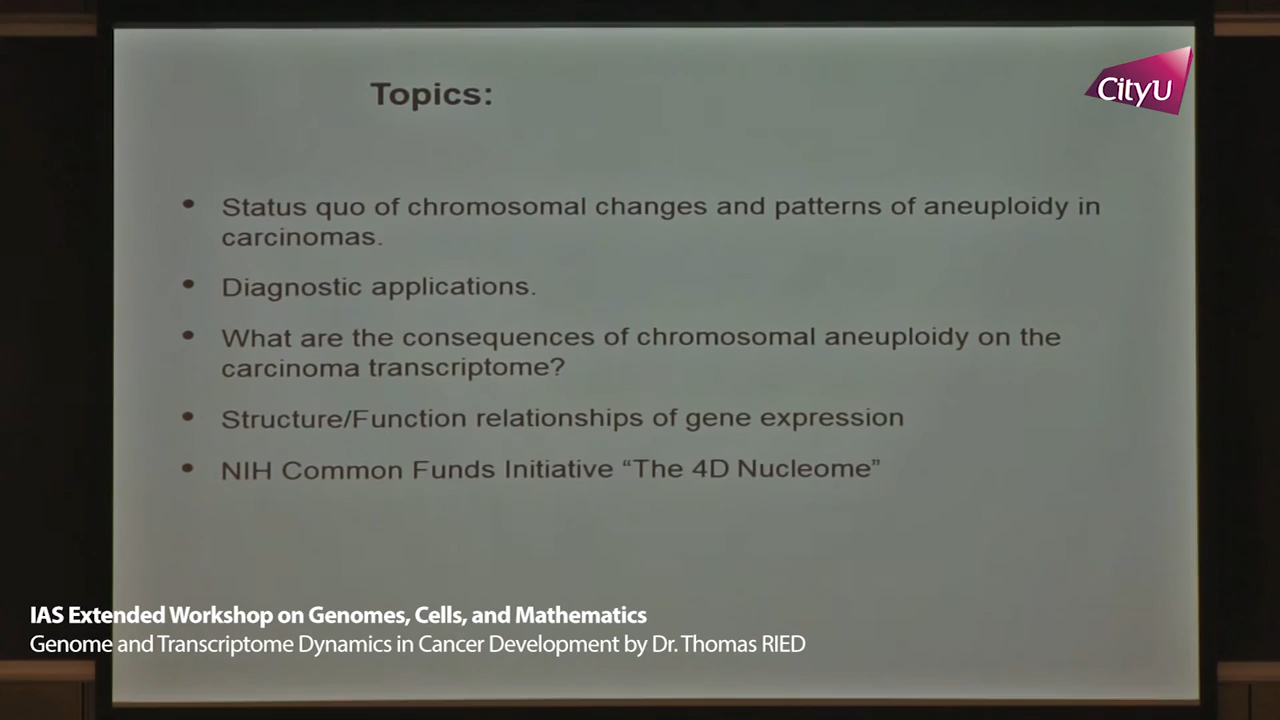 Topics:
CityU
• Status quo of chromosomal changes and patterns of aneuploidy in
carcinomas.
• Diagnostic applications.
• What are the consequences of chromosomal aneuploidy on the
carcinoma transcriptome?
• Structure/Function relationships of gene expression
• NIH Common Funds Initiative “The 4D Nucleome”
IAS Extended Workshop on Genomes, Cells, and Mathematics
Genome and Transcriptome Dynamics in Cancer Development by Dr. Thomas RIED